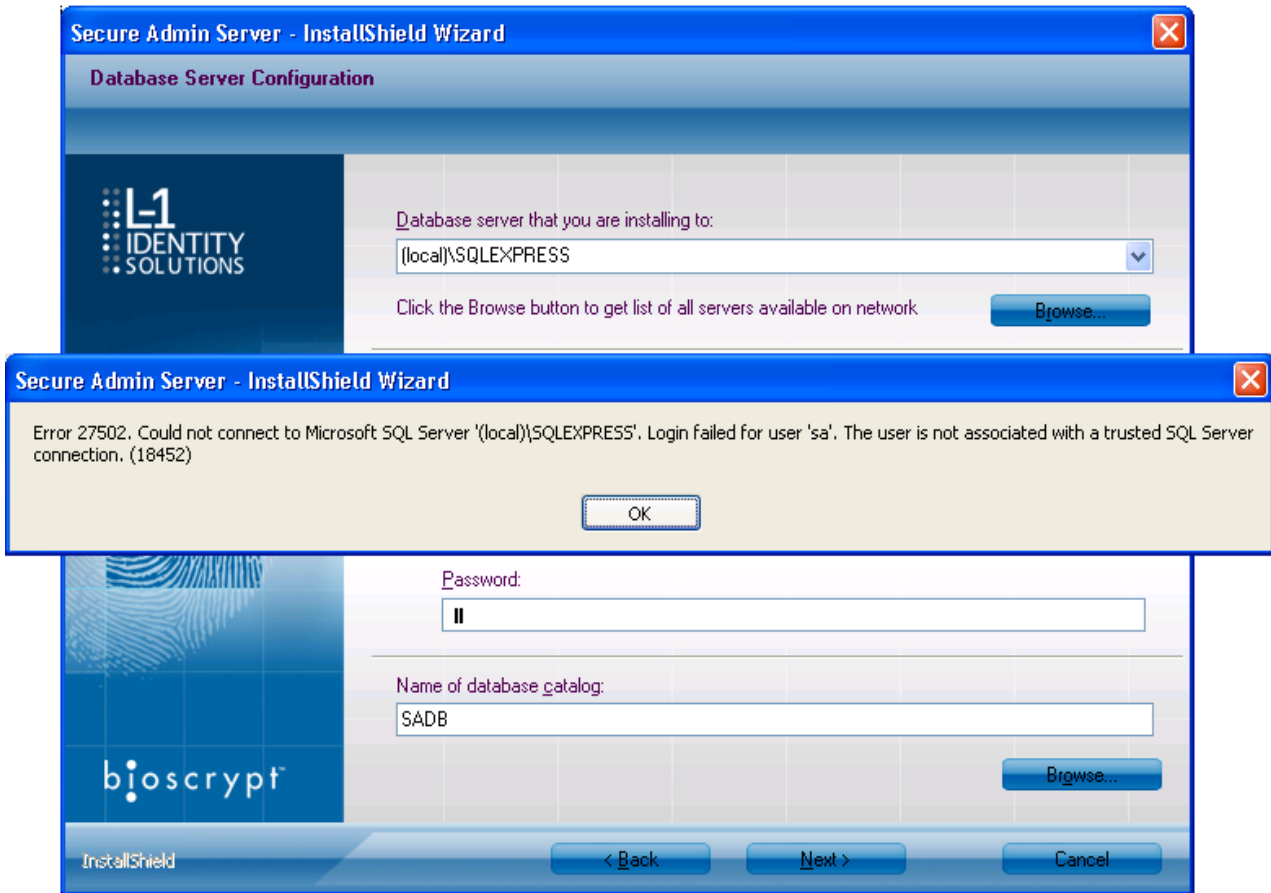 Secure Admin Server - InstallShield Wizard
Database Server Configuration
L-1
IDENTITY
SOLUTIONS
Database server that you are installing to:
(local)\SQLEXPRESS
Click the Browse button to get list of all servers available on network
Browse...
Secure Admin Server - InstallShield Wizard
Error 27502. Could not connect to Microsoft SQL Server '(local)\SQLEXPRESS'. Login failed for user 'sa'. The user is not associated with a trusted SQL Server
connection. (18452)
OK
Password:
Name of database catalog:
SADB
Browse...
bioscrypt
InstallShield
< Back
Next >
Cancel